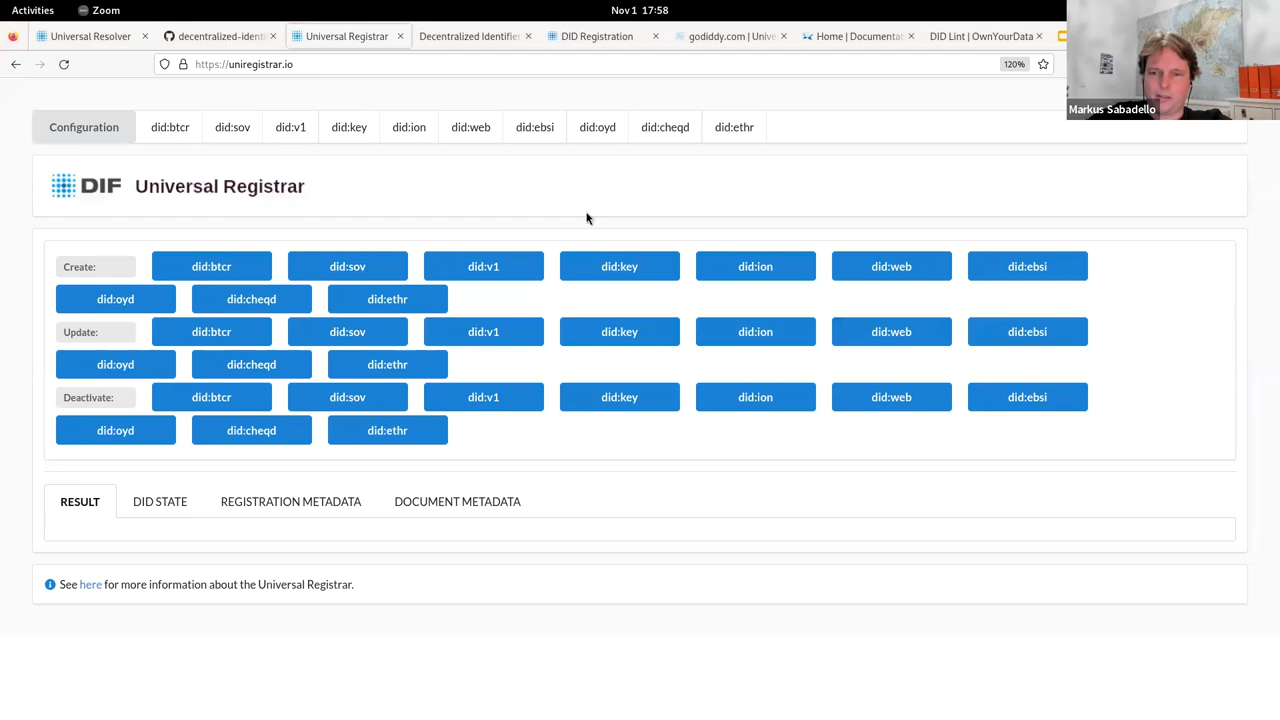 Activities Zoom Nov 1 17:58
Universal Resolver decentralized-identi Universal Registrar Decentralized Identifier DID Registration godiddy.com | Unive Home | Documentat DID Lint | OwnYourData
https://uniregistrar.io 120%
Markus Sabadello
Configuration did:btcr did:sov did:v1 did:key did:ion did:web did:ebsi did:oyd did:cheqd did:ethr
DIF Universal Registrar
Create: did:btcr did:sov did:v1 did:key did:ion did:web did:ebsi
did:oyd did:cheqd did:ethr
Update: did:btcr did:sov did:v1 did:key did:ion did:web did:ebsi
did:oyd did:cheqd did:ethr
Deactivate: did:btcr did:sov did:v1 did:key did:ion did:web did:ebsi
did:oyd did:cheqd did:ethr
RESULT DID STATE REGISTRATION METADATA DOCUMENT METADATA
See here for more information about the Universal Registrar.